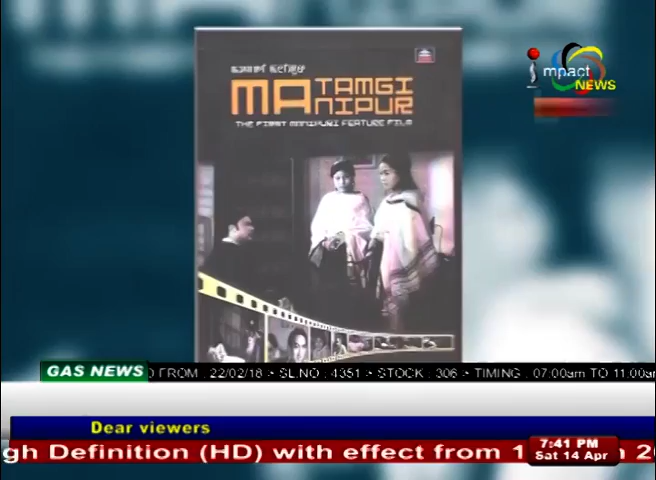 MATAMGI
MANIPUR
THE FIRST MANIPURI FEATURE FILM
impact
NEWS
GAS NEWS
FROM : 22/02/18 > SL.NO : 4351 > STOCK : 306 > TIMING : 07:00am TO 11:00am
Dear viewers
gh Definition (HD) with effect from 1
7:41 PM
Sat 14 Apr